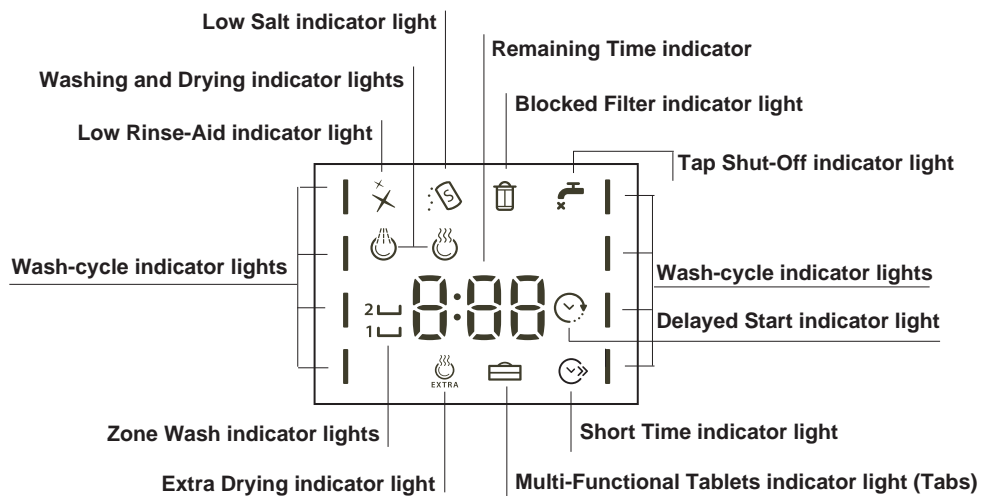 Low Salt indicator light
Remaining Time indicator
Washing and Drying indicator lights
Blocked Filter indicator light
Low Rinse-Aid indicator light
Tap Shut-Off indicator light
S
Wash-cycle indicator lights
8:88
Wash-cycle indicator lights
2
1
Delayed Start indicator light
EXTRA
Zone Wash indicator lights
Short Time indicator light
Extra Drying indicator light
Multi-Functional Tablets indicator light (Tabs)